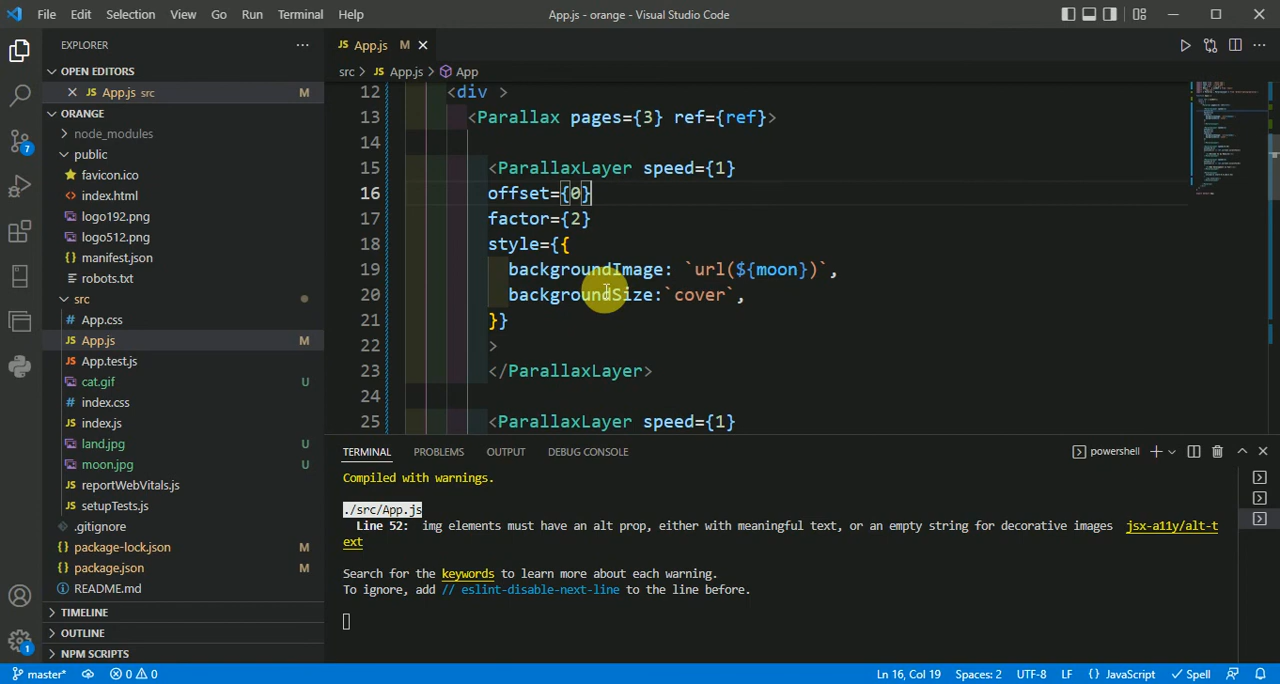 File Edit Selection View Go Run Terminal Help App.js - orange - Visual Studio Code
EXPLORER
OPEN EDITORS
App.js src M
ORANGE
node_modules
public
favicon.ico
index.html
logo192.png
logo512.png
manifest.json
robots.txt
src
App.css
App.js M
App.test.js
cat.gif U
index.css
index.js
land.jpg U
moon.jpg U
reportWebVitals.js
setupTests.js
.gitignore
package-lock.json M
package.json M
README.md
TIMELINE
OUTLINE
NPM SCRIPTS
JS App.js M
src > JS App.js > App
12 <div >
13 <Parallax pages={3} ref={ref}>
14
15 <ParallaxLayer speed={1}
16 offset={0}
17 factor={2}
18 style={{
19 backgroundImage: `url(${moon})`,
20 backgroundSize:`cover`,
21 }}
22 >
23 </ParallaxLayer>
24
25 <ParallaxLayer speed={1}
TERMINAL PROBLEMS OUTPUT DEBUG CONSOLE powershell
Compiled with warnings.
./src/App.js
Line 52: img elements must have an alt prop, either with meaningful text, or an empty string for decorative images jsx-a11y/alt-t
ext
Search for the keywords to learn more about each warning.
To ignore, add // eslint-disable-next-line to the line before.
7
1
master* 0 0 Ln 16, Col 19 Spaces: 2 UTF-8 LF {} JavaScript Spell